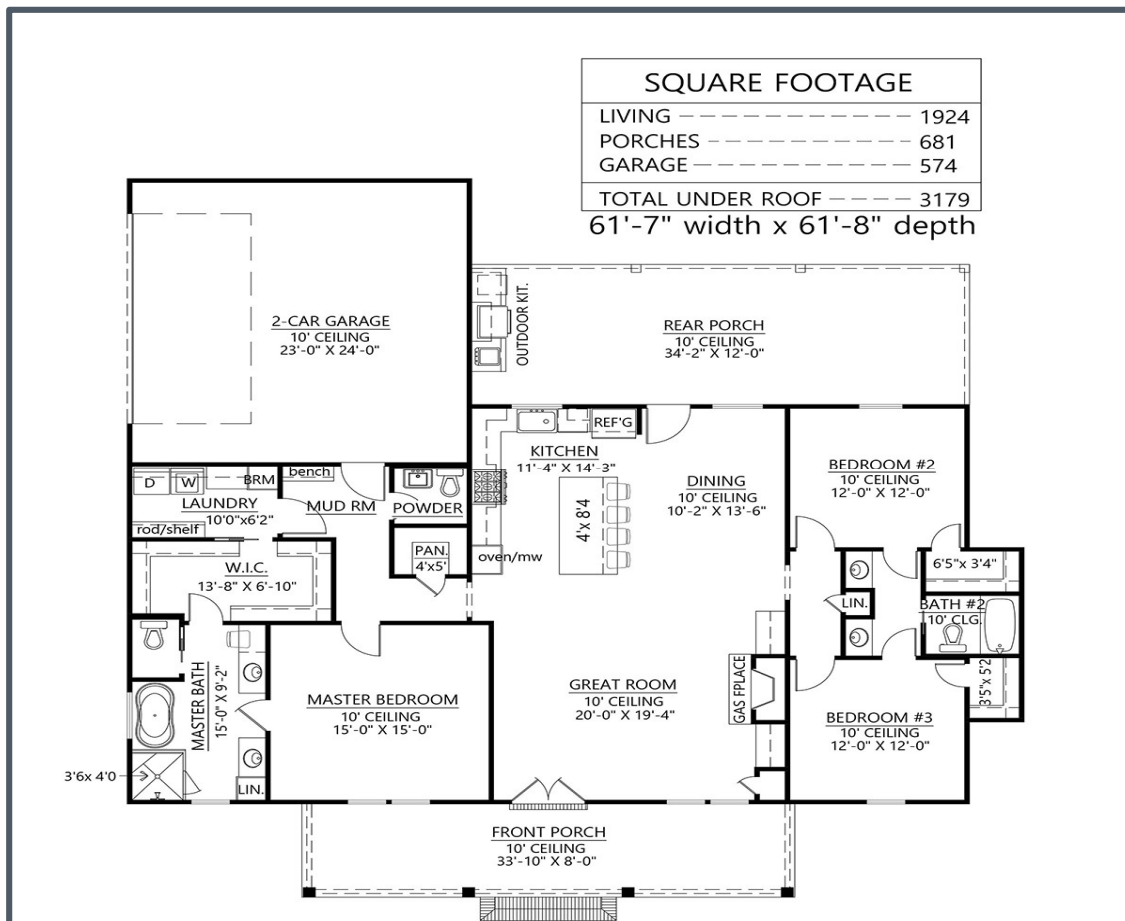 SQUARE FOOTAGE
LIVING 1924
PORCHES 681
GARAGE 574
TOTAL UNDER ROOF 3179
61'-7" width x 61'-8" depth
2-CAR GARAGE
10' CEILING
23'-0" X 24'-0"
OUTDOOR KIT.
REAR PORCH
10' CEILING
34'-2" X 12'-0"
REF'G
KITCHEN
11'-4" X 14'-3"
4'x 8'4
oven/mw
DINING
10' CEILING
10'-2" X 13'-6"
BEDROOM #2
10' CEILING
12'-0" X 12'-0"
D
W
BRM
bench
LAUNDRY
10'0"x6'2"
rod/shelf
MUD RM
POWDER
PAN.
4'x5'
W.I.C.
13'-8" X 6'-10"
6'5"x 3'4"
LIN.
BATH #2
10' CLG.
MASTER BATH
15'-0" X 9'-2"
MASTER BEDROOM
10' CEILING
15'-0" X 15'-0"
GREAT ROOM
10' CEILING
20'-0" X 19'-4"
GAS FPLACE
3'5"x 5'2
BEDROOM #3
10' CEILING
12'-0" X 12'-0"
3'6x 4'0
LIN.
FRONT PORCH
10' CEILING
33'-10" X 8'-0"